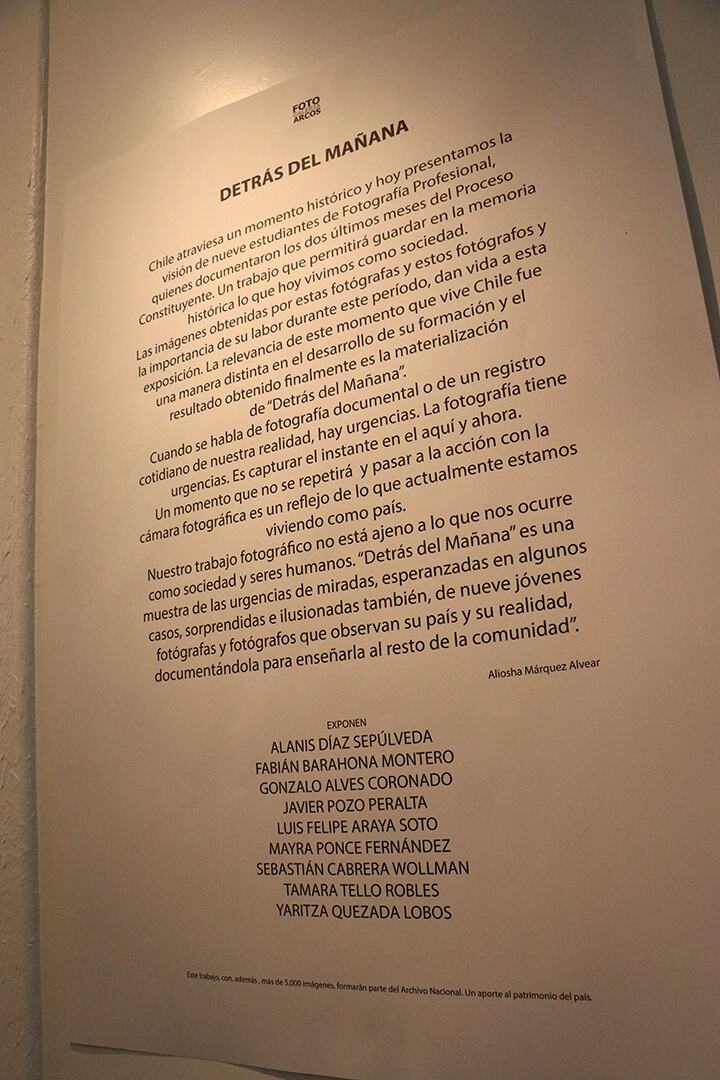 FOTO
ARCOS
DETRÁS DEL MAÑANA
Chile atraviesa un momento histórico y hoy presentamos la
visión de nueve estudiantes de Fotografía Profesional,
quienes documentaron los dos últimos meses del Proceso
Constituyente. Un trabajo que permitirá guardar en la memoria
histórica lo que hoy vivimos como sociedad.
Las imágenes obtenidas por estas fotógrafas y estos fotógrafos y
la importancia de su labor durante este período, dan vida a esta
exposición. La relevancia de este momento que vive Chile fue
una manera distinta en el desarrollo de su formación y el
resultado obtenido finalmente es la materialización
de “Detrás del Mañana”.
Cuando se habla de fotografía documental o de un registro
cotidiano de nuestra realidad, hay urgencias. La fotografía tiene
urgencias. Es capturar el instante en el aquí y ahora.
Un momento que no se repetirá y pasar a la acción con la
cámara fotográfica es un reflejo de lo que actualmente estamos
viviendo como país.
Nuestro trabajo fotográfico no está ajeno a lo que nos ocurre
como sociedad y seres humanos. “Detrás del Mañana” es una
muestra de las urgencias de miradas, esperanzadas en algunos
casos, sorprendidas e ilusionadas también, de nueve jóvenes
fotógrafas y fotógrafos que observan su país y su realidad,
documentándola para enseñarla al resto de la comunidad”.
Aliosha Márquez Alvear
EXPONEN
ALANIS DÍAZ SEPÚLVEDA
FABIÁN BARAHONA MONTERO
GONZALO ALVES CORONADO
JAVIER POZO PERALTA
LUIS FELIPE ARAYA SOTO
MAYRA PONCE FERNÁNDEZ
SEBASTIÁN CABRERA WOLLMAN
TAMARA TELLO ROBLES
YARITZA QUEZADA LOBOS
Este trabajo, con, además , más de 5.000 imágenes, formarán parte del Archivo Nacional. Un aporte al patrimonio del país.